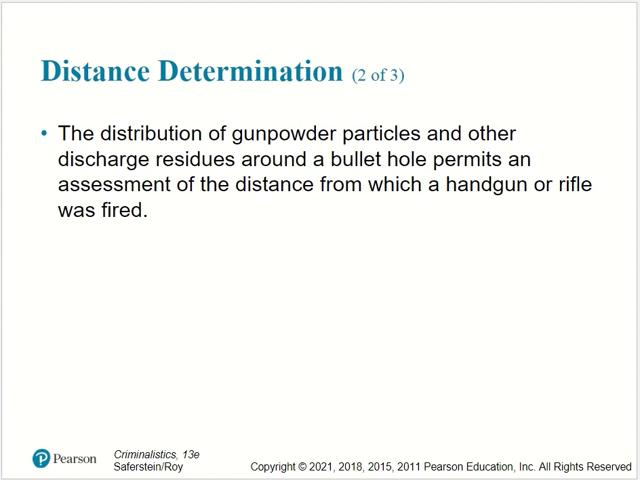 Distance Determination (2 of 3)
• The distribution of gunpowder particles and other
discharge residues around a bullet hole permits an
assessment of the distance from which a handgun or rifle
was fired.
Pearson
Criminalistics, 13e
Saferstein/Roy
Copyright © 2021, 2018, 2015, 2011 Pearson Education, Inc. All Rights Reserved